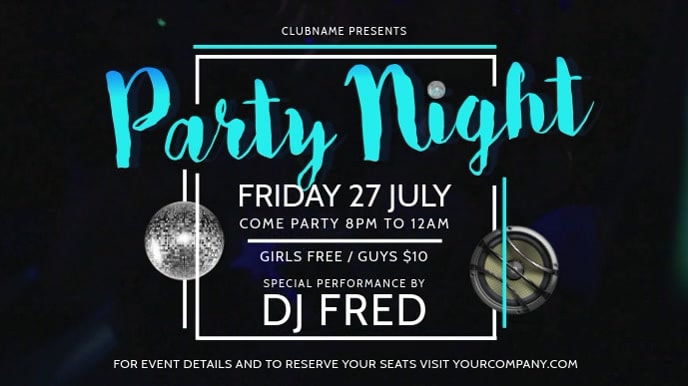 CLUBNAME PRESENTS
Party Night
FRIDAY 27 JULY
COME PARTY 8PM TO 12AM
GIRLS FREE / GUYS $10
SPECIAL PERFORMANCE BY
DJ FRED
FOR EVENT DETAILS AND TO RESERVE YOUR SEATS VISIT YOURCOMPANY.COM